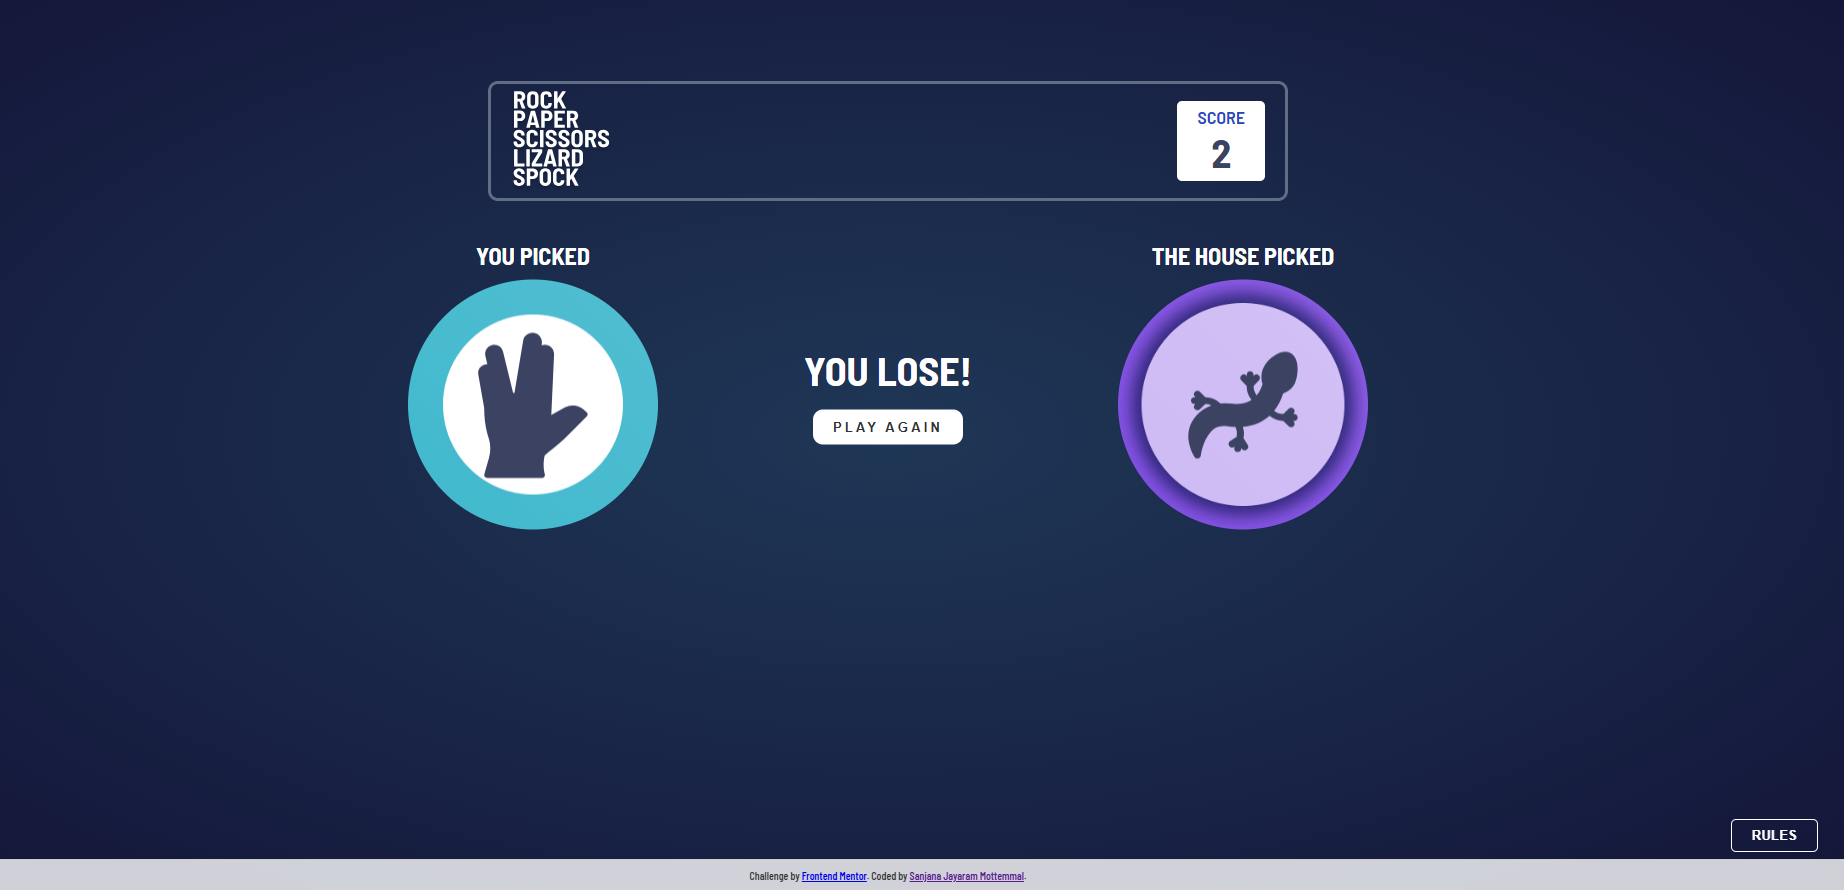 ROCK
PAPER
SCISSORS
LIZARD
SPOCK
SCORE
2
YOU PICKED
THE HOUSE PICKED
YOU LOSE!
PLAY AGAIN
RULES
Challenge by Frontend Mentor. Coded by Sanjana Jayaram Mottemmal.